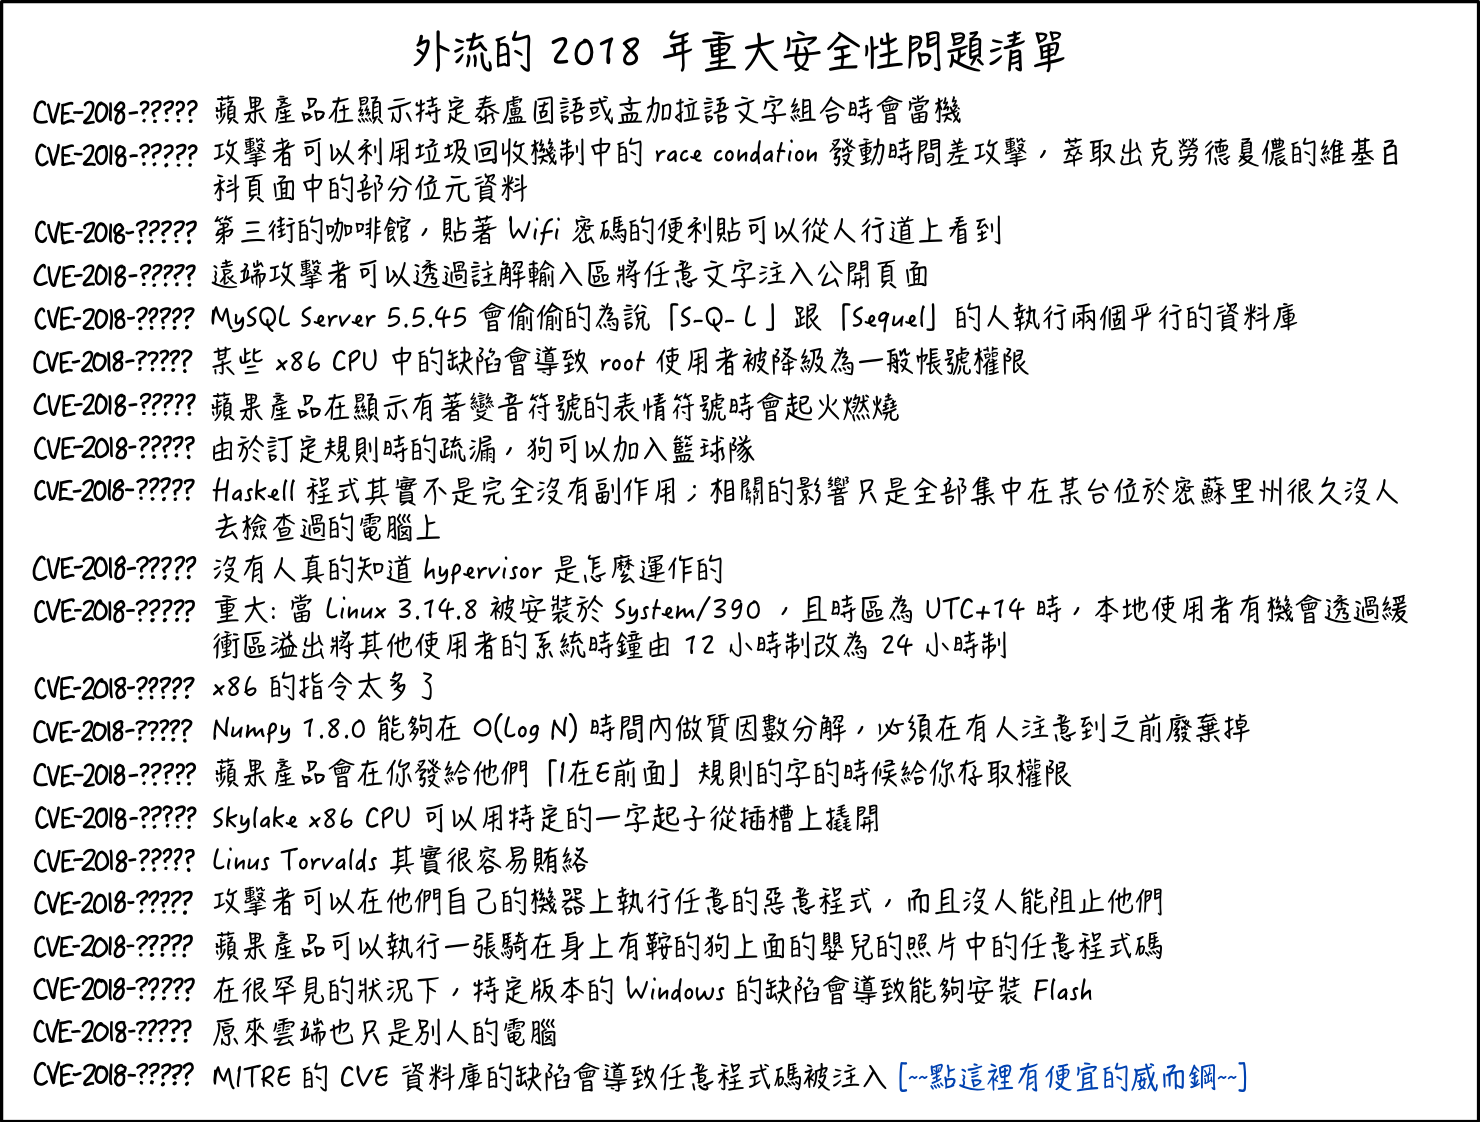 外流的 2018 年重大安全性問題清單
CVE-2018-????? 蘋果產品在顯示特定泰盧固語或孟加拉語文字組合時會當機
CVE-2018-????? 攻擊者可以利用垃圾回收機制中的 race condation 發動時間差攻擊，萃取出克勞德夏儂的維基百
科頁面中的部分位元資料
CVE-2018-????? 第三街的咖啡館，貼著 Wifi 密碼的便利貼可以從人行道上看到
CVE-2018-????? 遠端攻擊者可以透過註解輸入區將任意文字注入公開頁面
CVE-2018-????? MySQL Server 5.5.45 會偷偷的為說「S-Q-L」跟「Sequel」的人執行兩個平行的資料庫
CVE-2018-????? 某些 x86 CPU 中的缺陷會導致 root 使用者被降級為一般帳號權限
CVE-2018-????? 蘋果產品在顯示有著變音符號的表情符號時會起火燃燒
CVE-2018-????? 由於訂定規則時的疏漏，狗可以加入籃球隊
CVE-2018-????? Haskell 程式其實不是完全沒有副作用；相關的影響只是全部集中在某台位於密蘇里州很久沒人
去檢查過的電腦上
CVE-2018-????? 沒有人真的知道 hypervisor 是怎麼運作的
CVE-2018-????? 重大: 當 Linux 3.14.8 被安裝於 System/390 ，且時區為 UTC+14 時，本地使用者有機會透過緩
衝區溢出將其他使用者的系統時鐘由 12 小時制改為 24 小時制
CVE-2018-????? x86 的指令太多了
CVE-2018-????? Numpy 1.8.0 能夠在 O(Log N) 時間內做質因數分解，必須在有人注意到之前廢棄掉
CVE-2018-????? 蘋果產品會在你發給他們「I在E前面」規則的字的時候給你存取權限
CVE-2018-????? Skylake x86 CPU 可以用特定的一字起子從插槽上撬開
CVE-2018-????? Linus Torvalds 其實很容易賄絡
CVE-2018-????? 攻擊者可以在他們自己的機器上執行任意的惡意程式，而且沒人能阻止他們
CVE-2018-????? 蘋果產品可以執行一張騎在身上有鞍的狗上面的嬰兒的照片中的任意程式碼
CVE-2018-????? 在很罕見的狀況下，特定版本的 Windows 的缺陷會導致能夠安裝 Flash
CVE-2018-????? 原來雲端也只是別人的電腦
CVE-2018-????? MITRE 的 CVE 資料庫的缺陷會導致任意程式碼被注入 [~~點這裡有便宜的威而鋼~~]